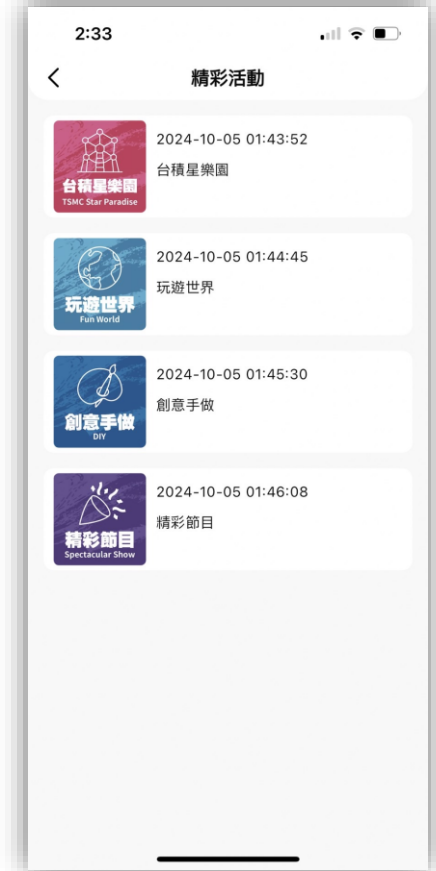 2:33
精彩活動
台積星樂園
TSMC Star Paradise
2024-10-05 01:43:52
台積星樂園
玩遊世界
Fun World
2024-10-05 01:44:45
玩遊世界
創意手做
DIY
2024-10-05 01:45:30
創意手做
精彩節目
Spectacular Show
2024-10-05 01:46:08
精彩節目